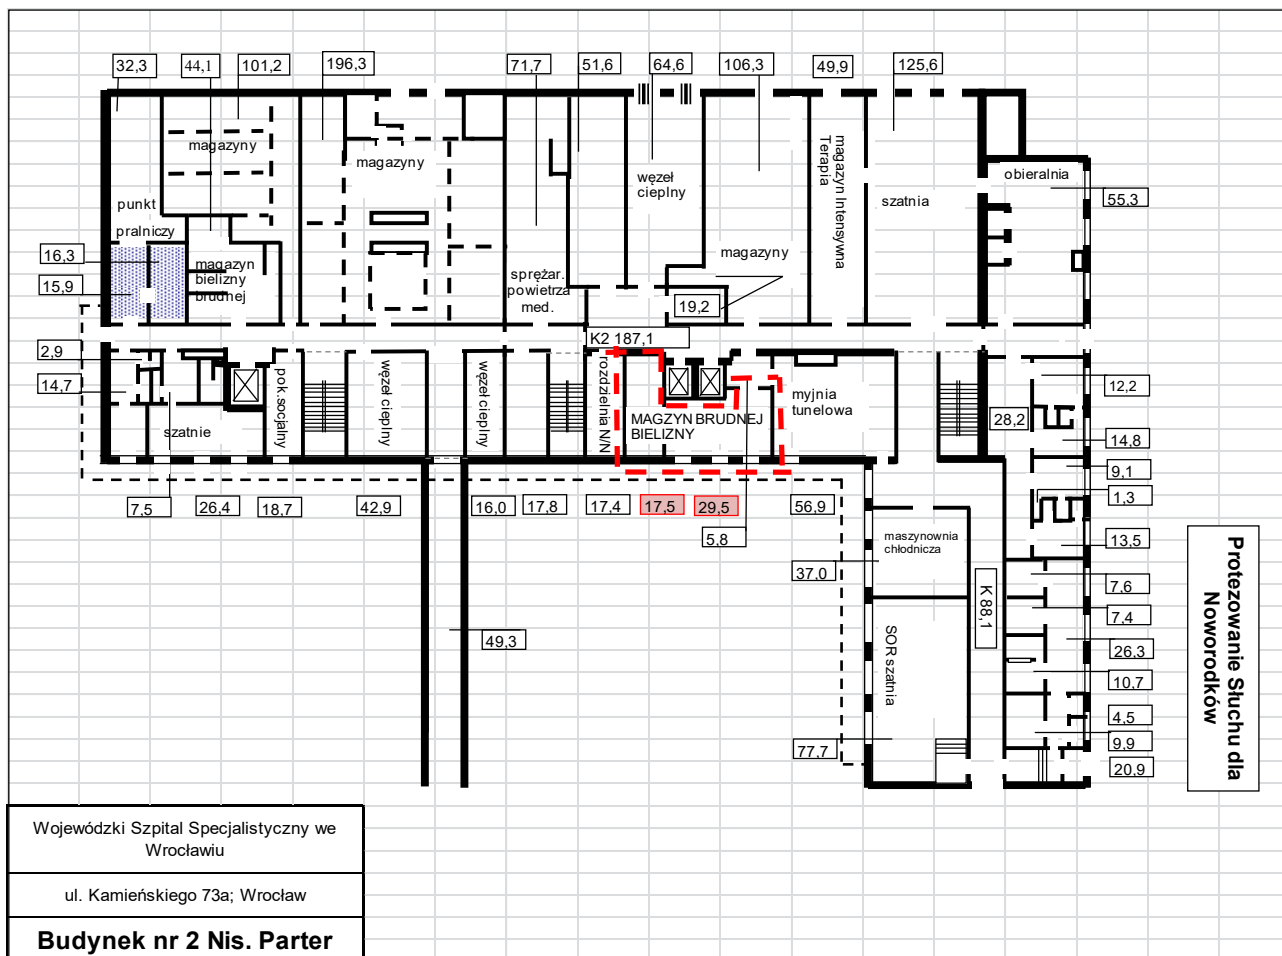 32,3
44,1
101,2
196,3
71,7
51,6
64,6
106,3
49,9
125,6
magazyny
magazyny
węzeł
cieplny
magazyn Intensywna
Terapia
szatnia
obieralnia
55,3
punkt
pralniczy
16,3
15,9
magazyn
bielizny
brudnej
sprężar.
powietrza
med.
magazyny
19,2
K2 187,1
2,9
14,7
szatnie
pok. socjalny
węzeł cieplny
węzeł cieplny
rozdzielnia N/N
MAGZYN BRUDNEJ
BIELIZNY
myjnia
tunelowa
28,2
12,2
14,8
9,1
1,3
13,5
7,6
7,4
26,3
10,7
4,5
9,9
20,9
7,5
26,4
18,7
42,9
16,0
17,8
17,4
17,5
29,5
56,9
5,8
maszynownia
chłodnicza
37,0
K 88,1
SOR szatnia
49,3
77,7
Protezowanie Słuchu dla
Noworodków
Wojewódzki Szpital Specjalistyczny we
Wrocławiu
ul. Kamieńskiego 73a; Wrocław
Budynek nr 2 Nis. Parter